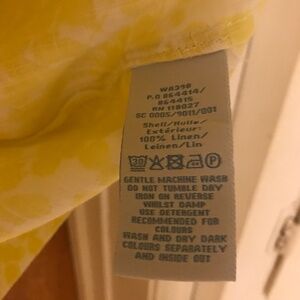 WA398
P.O 864414/
864415
RN 118027
SC 0005/9011/001
Shell/Hulle/
Extérieur:
100% Linen/
Leinen/Lin
30 P
GENTLE MACHINE WASH
DO NOT TUMBLE DRY
IRON ON REVERSE
WHILST DAMP
USE DETERGENT
RECOMMENDED FOR
COLOURS
WASH AND DRY DARK
COLOURS SEPARATELY
AND INSIDE OUT